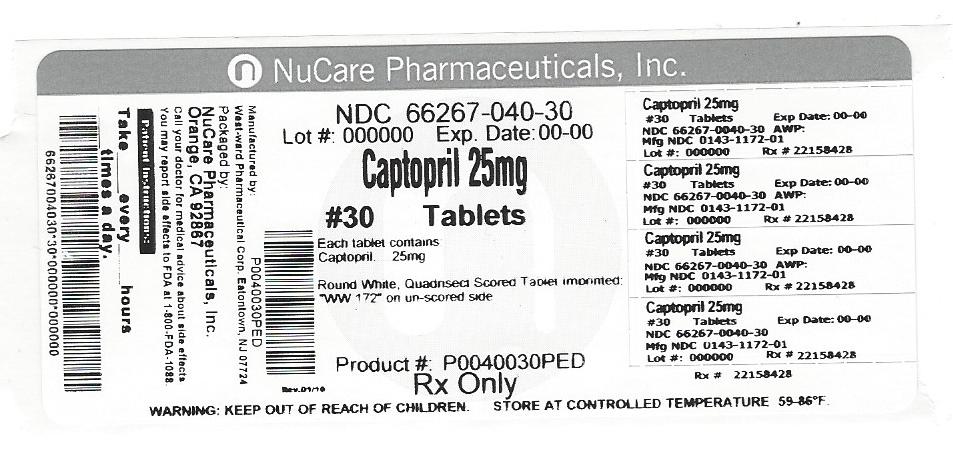 NuCare Pharmaceuticals, Inc.
NDC 66267-040-30
Lot #: 000000 Exp. Date: 00-00
Captopril 25mg
#30 Tablets
Each tablet contains
Captopril.... 25mg
Round White, Quadrisect Scored Tablet imprinted:
"WW 172" on un-scored side
Product #: P0040030PED
Rx Only
Rev.01/10
WARNING: KEEP OUT OF REACH OF CHILDREN. STORE AT CONTROLLED TEMPERATURE 59-86°F.
P0040030PED
Manufactured by:
West-ward Pharmaceutical Corp. Eatontown, NJ 07724
Packaged by:
NuCare Pharmaceuticals, Inc.
Orange, CA 92867
Call your doctor for medical advice about side effects
You may report side effects to FDA at 1-800-FDA-1088.
Patient Instructions:
Take ____ every ____ hours
____ times a day.
66267004030*30*000000*000000
Captopril 25mg
#30 Tablets Exp Date: 00-00
NDC 66267-0040-30 AWP:
Mfg NDC 0143-1172-01
Lot #: 000000 Rx # 22158428
Captopril 25mg
#30 Tablets Exp Date: 00-00
NDC 66267-0040-30 AWP:
Mfg NDC 0143-1172-01
Lot #: 000000 Rx # 22158428
Captopril 25mg
#30 Tablets Exp Date: 00-00
NDC 66267-0040-30 AWP:
Mfg NDC 0143-1172-01
Lot #: 000000 Rx # 22158428
Captopril 25mg
#30 Tablets Exp Date: 00-00
NDC 66267-0040-30
Mfg NDC 0143-1172-01
Lot #: 000000 Rx # 22158428
Rx # 22158428